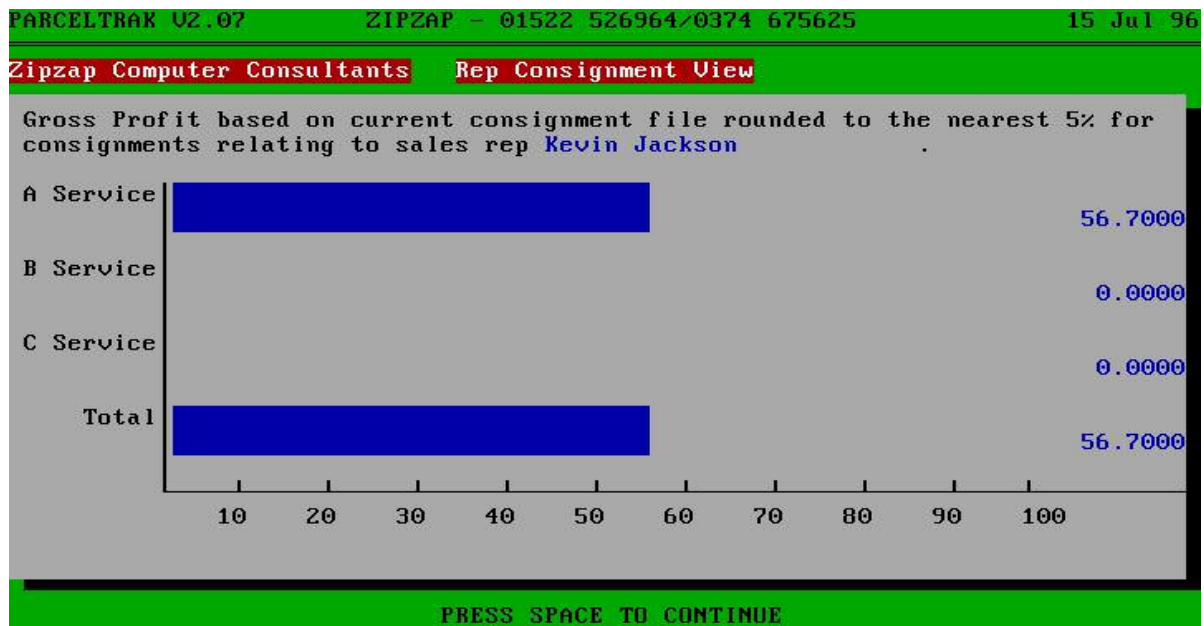 PARCELTRAK V2.07 ZIPZAP - 01522 526964/0374 675625 15 Jul 96
Zipzap Computer Consultants Rep Consignment View
Gross Profit based on current consignment file rounded to the nearest 5% for
consignments relating to sales rep Kevin Jackson .
A Service
56.7000
B Service
0.0000
C Service
0.0000
Total
56.7000
10 20 30 40 50 60 70 80 90 100
PRESS SPACE TO CONTINUE